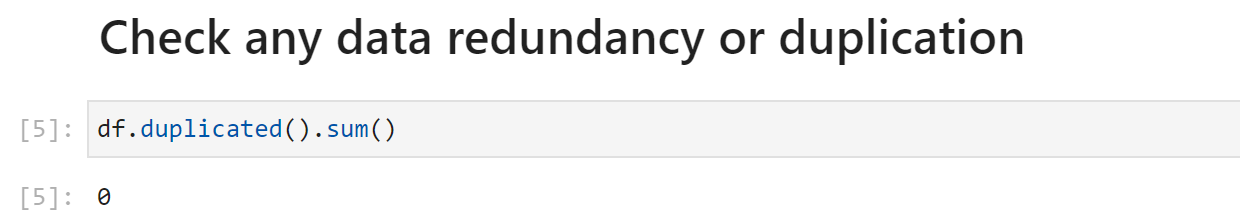 Check any data redundancy or duplication
[5]: df.duplicated().sum()
[5]: 0